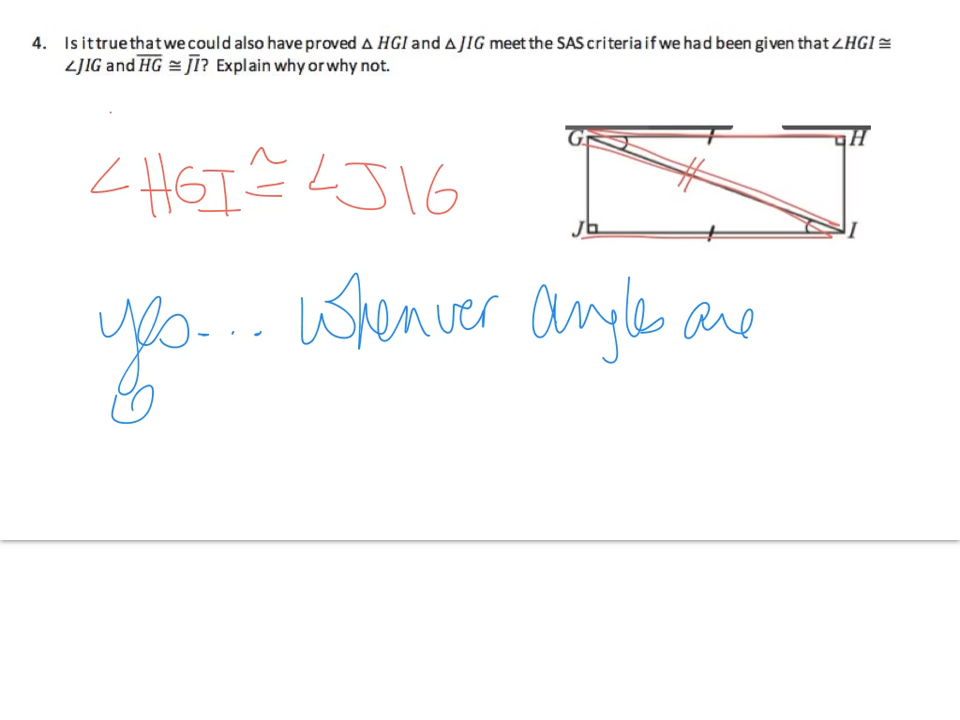 4. Is it true that we could also have proved △ HGI and △ JIG meet the SAS criteria if we had been given that ∠HGI ≅
∠JIG and HG ≅ JI? Explain why or why not.
G H
∠HGI ≅ ∠JIG
J I
yes... Whenver angles are